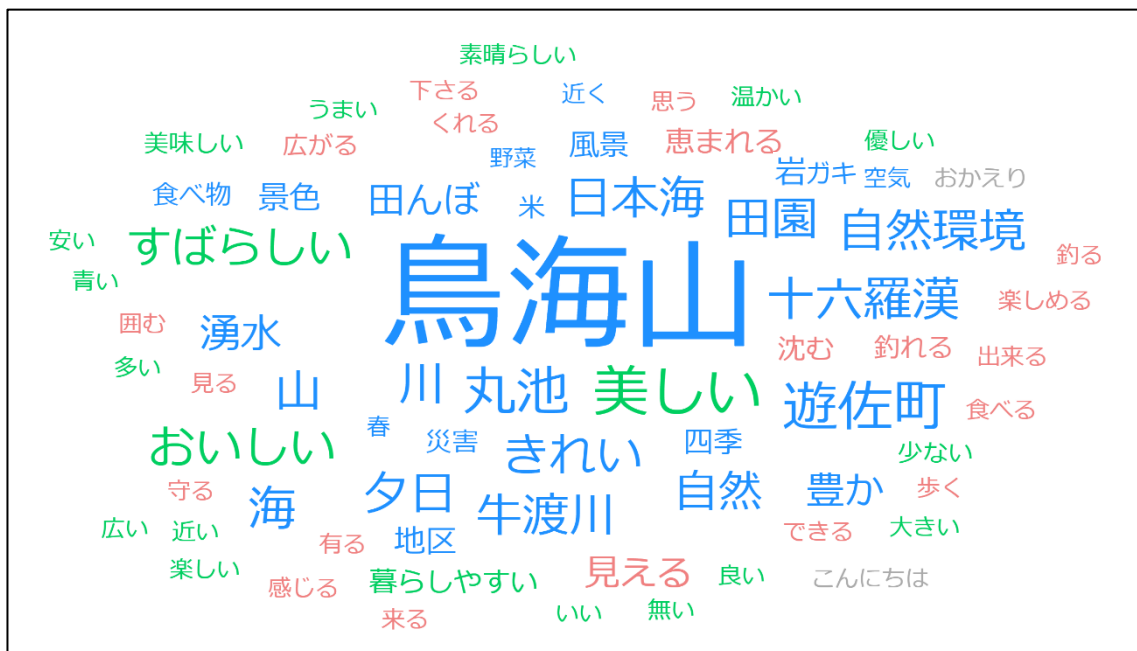 素晴らしい
下さる 近く 思う 温かい
うまい くれる
美味しい 広がる 野菜 風景 恵まれる 優しい
食べ物 景色 田んぼ 米 日本海 岩ガキ 空気 おかえり
安い すばらしい 田園 自然環境 釣る
青い 鳥海山 十六羅漢 楽しめる
囲む 湧水 沈む 釣れる 出来る
多い 見る 山 川 丸池 美しい 遊佐町 食べる
おいしい 春 災害 きれい 四季 少ない
守る 海 夕日 牛渡川 自然 豊か 歩く
広い 近い 有る 地区 できる 大きい
楽しい 感じる 暮らしやすい 見える 良い こんにちは
来る いい 無い